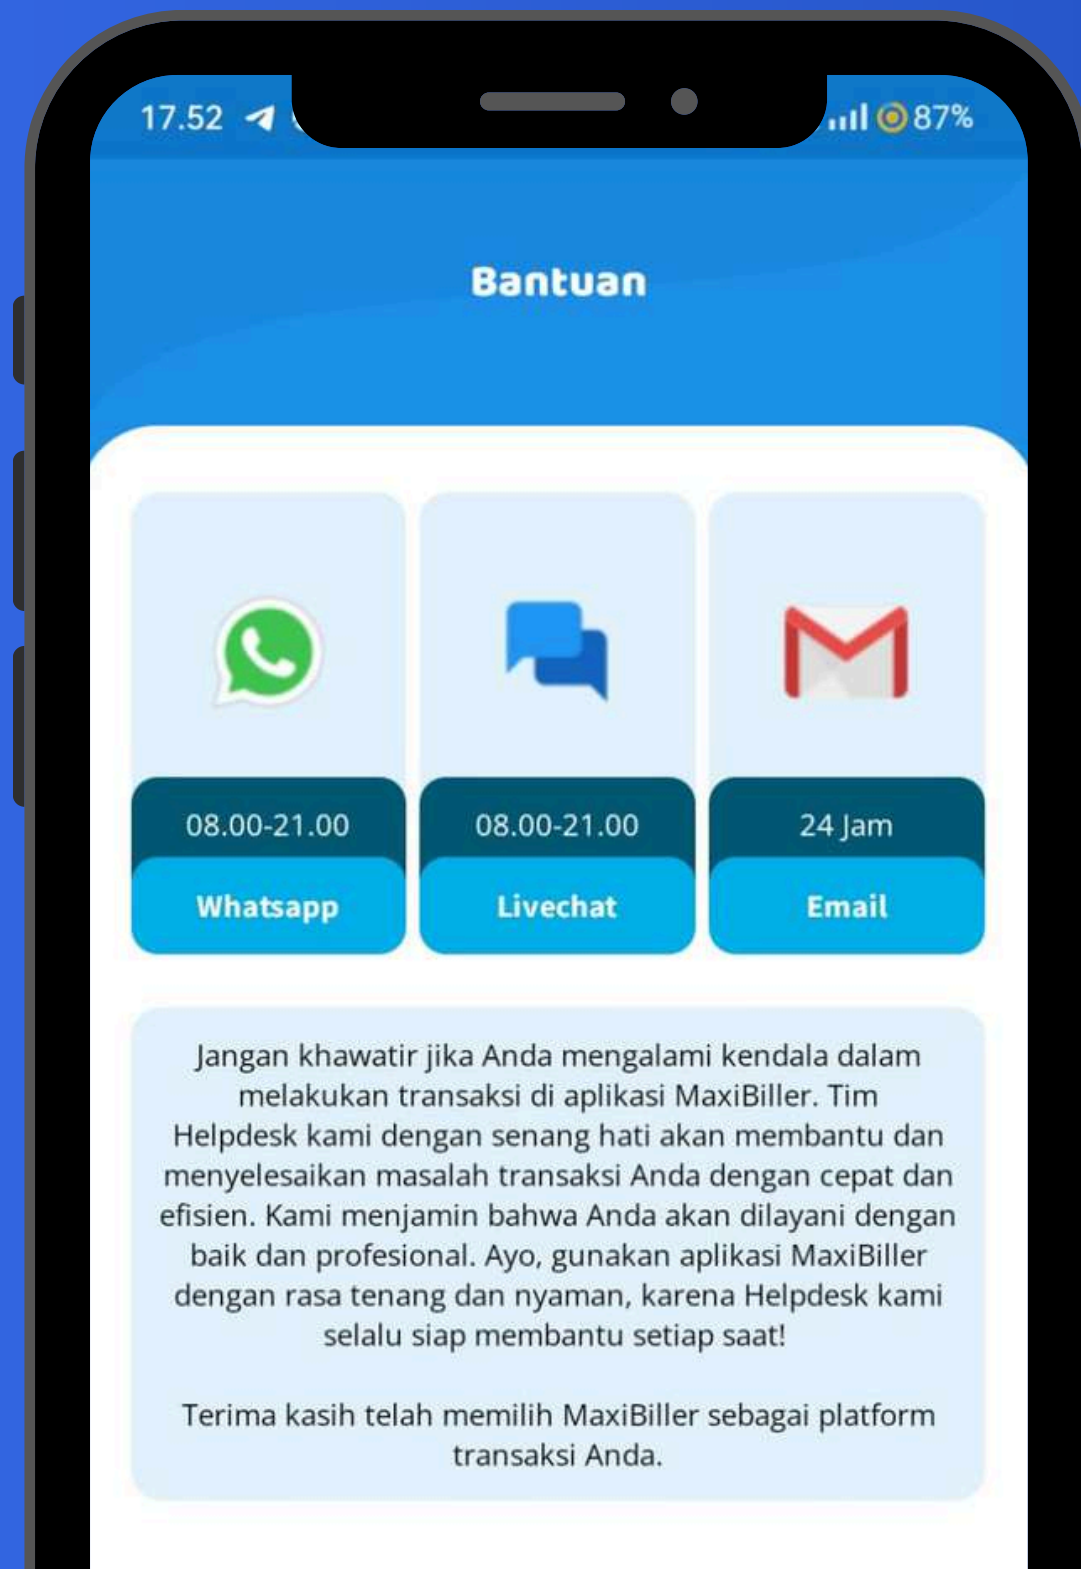 17.52
87%
Bantuan
08.00-21.00
08.00-21.00
24 Jam
Whatsapp
Livechat
Email
Jangan khawatir jika Anda mengalami kendala dalam
melakukan transaksi di aplikasi MaxiBiller. Tim
Helpdesk kami dengan senang hati akan membantu dan
menyelesaikan masalah transaksi Anda dengan cepat dan
efisien. Kami menjamin bahwa Anda akan dilayani dengan
baik dan profesional. Ayo, gunakan aplikasi MaxiBiller
dengan rasa tenang dan nyaman, karena Helpdesk kami
selalu siap membantu setiap saat!
Terima kasih telah memilih MaxiBiller sebagai platform
transaksi Anda.